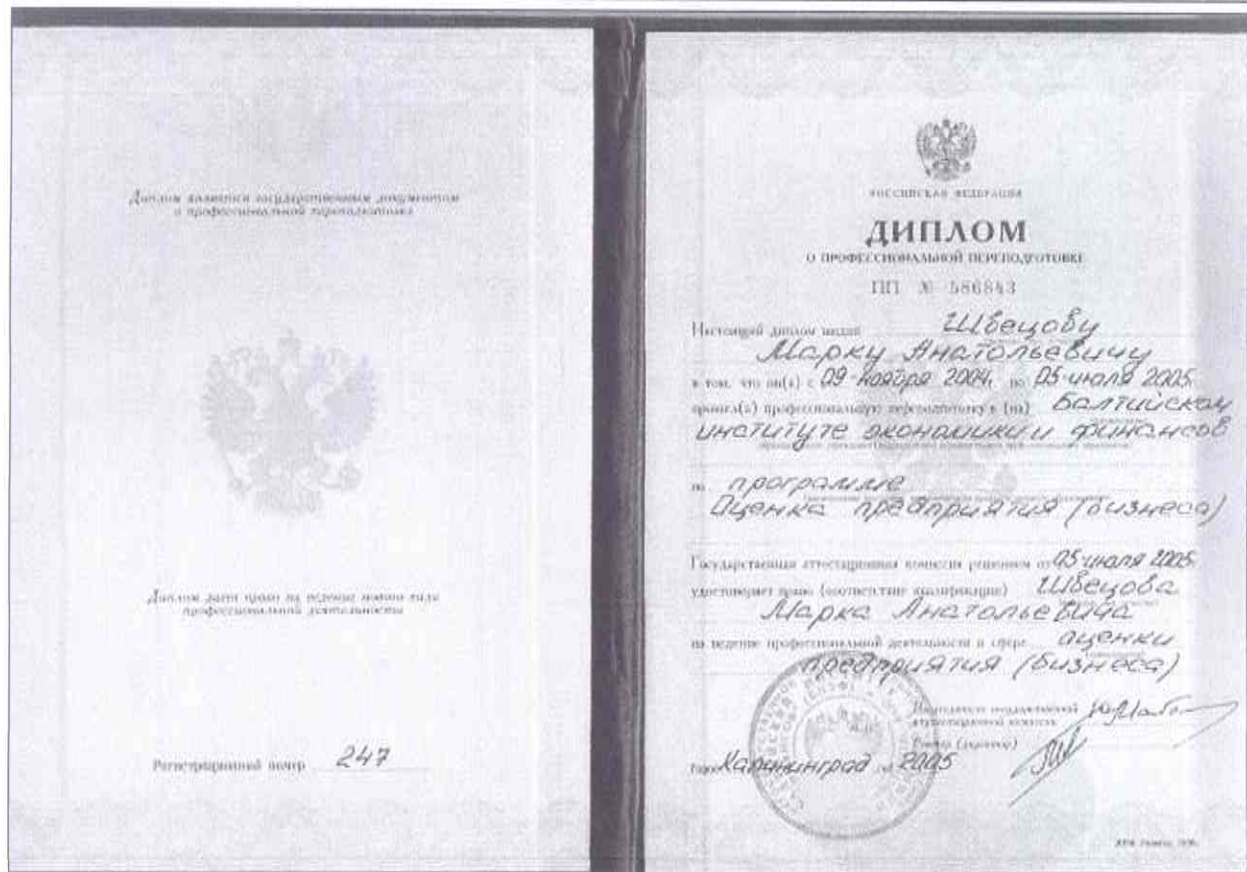 Диплом является государственным документом
о профессиональной переподготовке
Диплом дает право на ведение нового вида
профессиональной деятельности
Регистрационный номер 247
РОССИЙСКАЯ ФЕДЕРАЦИЯ
ДИПЛОМ
О ПРОФЕССИОНАЛЬНОЙ ПЕРЕПОДГОТОВКЕ
ПП № 586843
Настоящий диплом выдан Швецову
Марку Анатольевичу
в том, что он(а) с 09 ноября 2004г. по 05 июля 2005г.
прошел(а) профессиональную переподготовку в (на) Балтийском
институте экономики и финансов
по программе
Оценка предприятия (бизнеса)
Государственная аттестационная комиссия решением от 05 июля 2005г.
удостоверяет право (соответствие квалификации) Швецова
Марка Анатольевича
на ведение профессиональной деятельности в сфере оценки
предприятия (бизнеса)
Председатель государственной
аттестационной комиссии
Ректор (директор)
Город Калининград год 2005